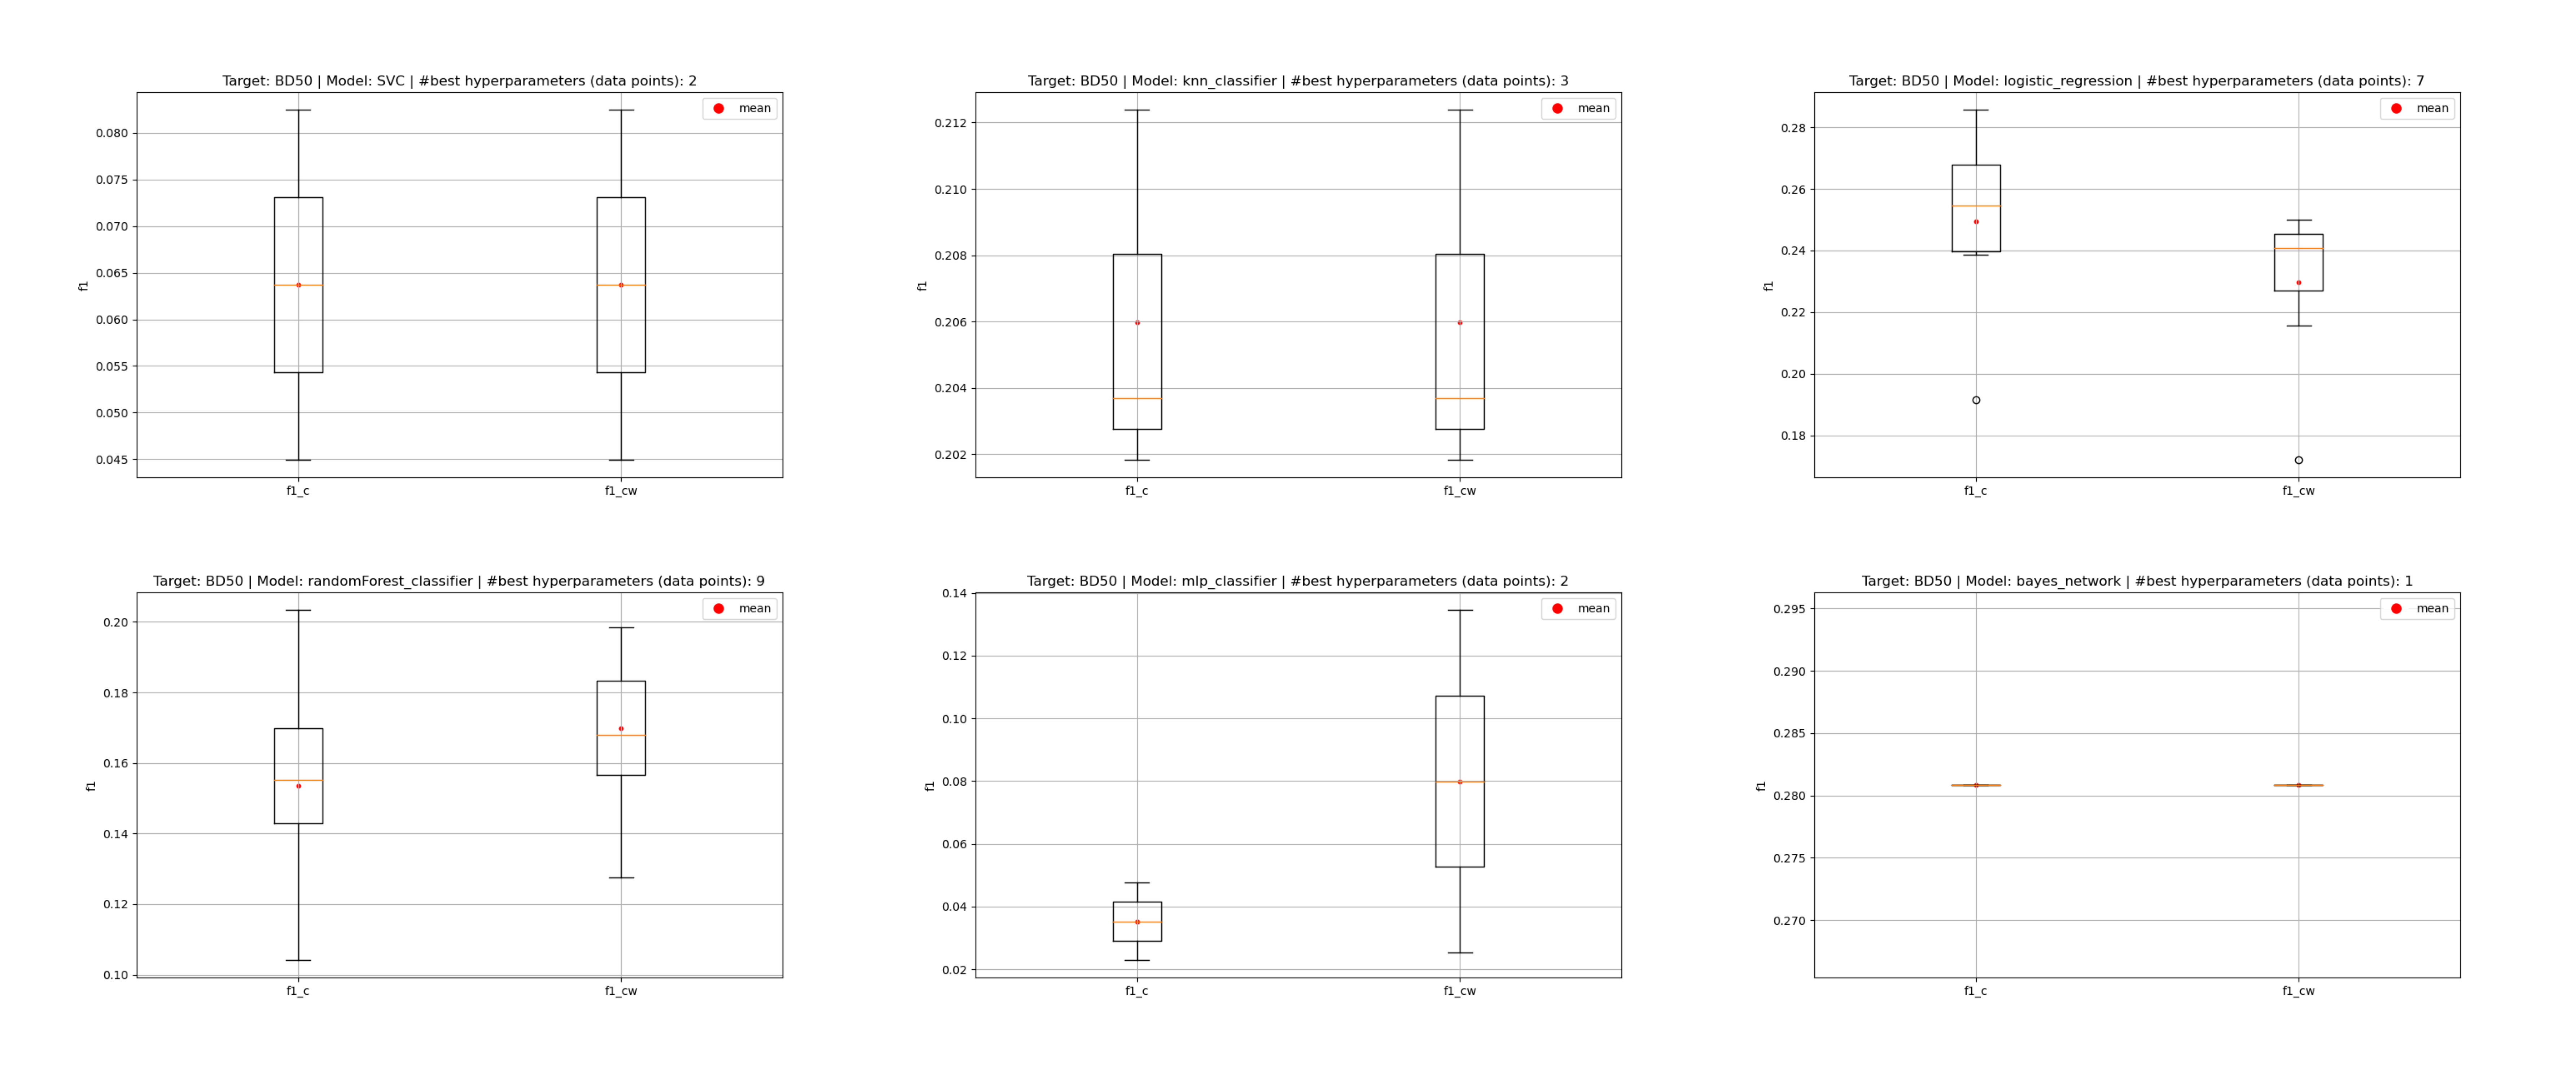 Target: BD50 | Model: SVC | #best hyperparameters (data points): 2
mean
0.080
0.075
0.070
0.065
0.060
0.055
0.050
0.045
f1
f1_c
f1_cw
Target: BD50 | Model: knn_classifier | #best hyperparameters (data points): 3
mean
0.212
0.210
0.208
0.206
0.204
0.202
f1
f1_c
f1_cw
Target: BD50 | Model: logistic_regression | #best hyperparameters (data points): 7
mean
0.28
0.26
0.24
0.22
0.20
0.18
f1
f1_c
f1_cw
Target: BD50 | Model: randomForest_classifier | #best hyperparameters (data points): 9
mean
0.20
0.18
0.16
0.14
0.12
0.10
f1
f1_c
f1_cw
Target: BD50 | Model: mlp_classifier | #best hyperparameters (data points): 2
mean
0.14
0.12
0.10
0.08
0.06
0.04
0.02
f1
f1_c
f1_cw
Target: BD50 | Model: bayes_network | #best hyperparameters (data points): 1
mean
0.295
0.290
0.285
0.280
0.275
0.270
f1
f1_c
f1_cw